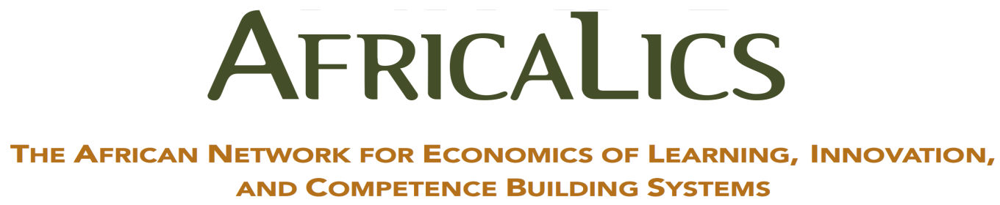 AFRICALICS
THE AFRICAN NETWORK FOR ECONOMICS OF LEARNING, INNOVATION,
AND COMPETENCE BUILDING SYSTEMS